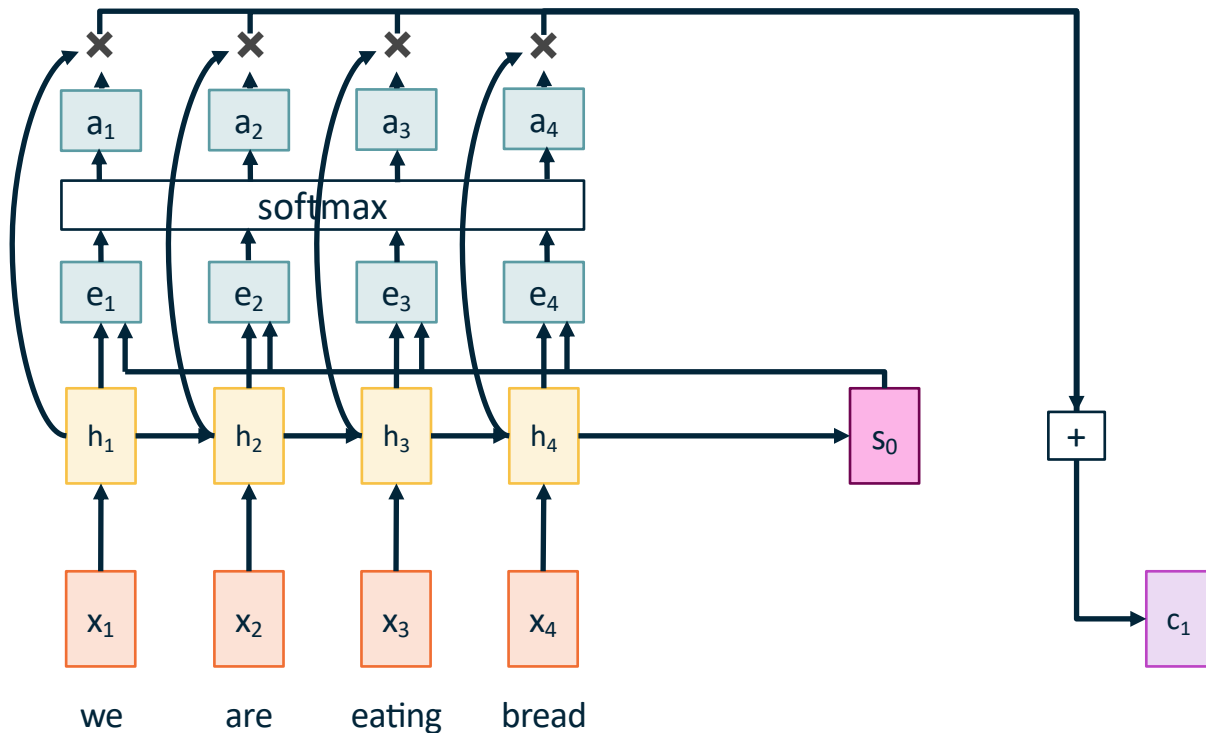 a₁ a₂ a₃ a₄
softmax
e₁ e₂ e₃ e₄
h₁ h₂ h₃ h₄ s₀ +
x₁ x₂ x₃ x₄ c₁
we are eating bread